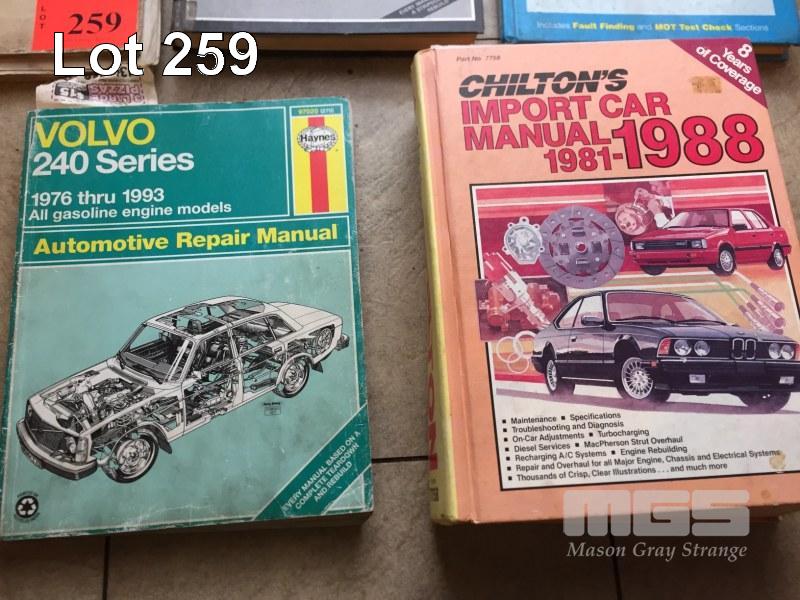 LOT
259
Lot 259
Includes Fault Finding and MOT Test Check Sections
97020 (270)
Haynes
VOLVO
240 Series
1976 thru 1993
All gasoline engine models
Automotive Repair Manual
EVERY MANUAL BASED ON A
COMPLETE TEARDOWN
AND REBUILD
Part No. 7758
8
Years
of Coverage
CHILTON'S
IMPORT CAR
MANUAL
1981-1988
Maintenance ▪ Specifications
Troubleshooting and Diagnosis
On-Car Adjustments ▪ Turbocharging
Diesel Services ▪ MacPherson Strut Overhaul
Recharging A/C Systems ▪ Engine Rebuilding
Repair and Overhaul for all Major Engine, Chassis and Electrical Systems
Thousands of Crisp, Clear Illustrations . . . and much more
MGS
Mason Gray Strange